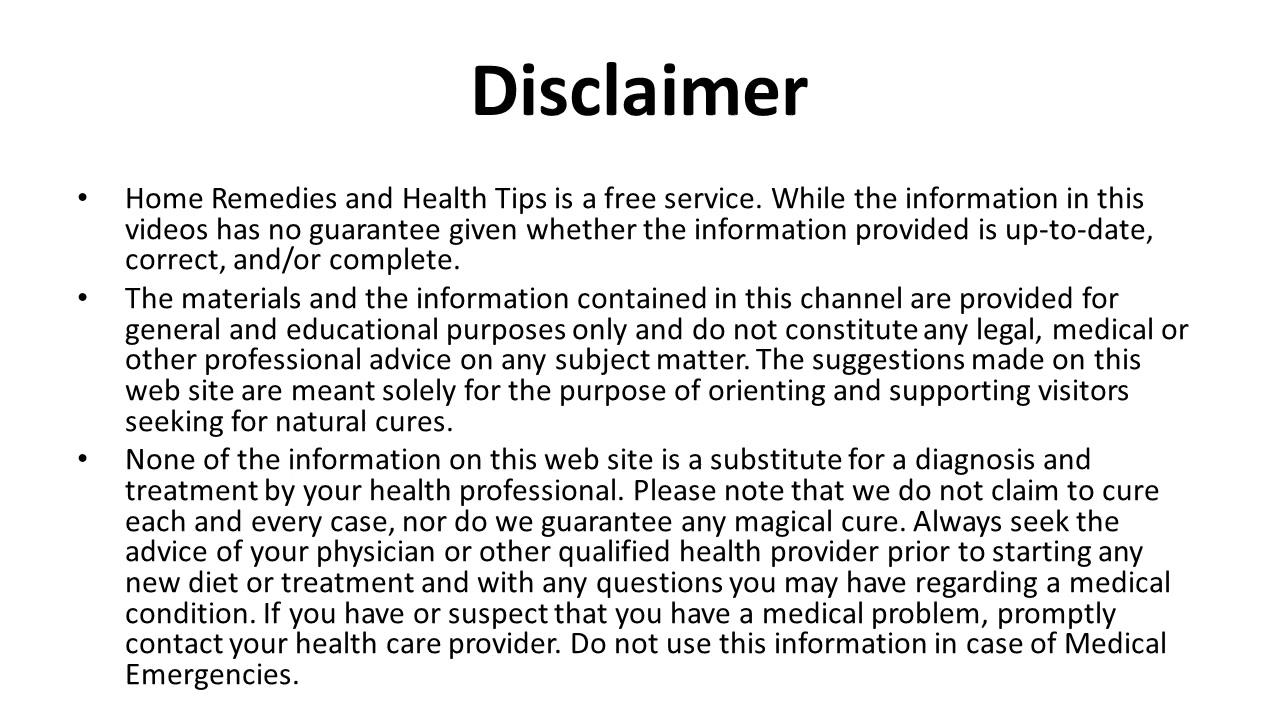 Disclaimer
• Home Remedies and Health Tips is a free service. While the information in this
videos has no guarantee given whether the information provided is up-to-date,
correct, and/or complete.
• The materials and the information contained in this channel are provided for
general and educational purposes only and do not constitute any legal, medical or
other professional advice on any subject matter. The suggestions made on this
web site are meant solely for the purpose of orienting and supporting visitors
seeking for natural cures.
• None of the information on this web site is a substitute for a diagnosis and
treatment by your health professional. Please note that we do not claim to cure
each and every case, nor do we guarantee any magical cure. Always seek the
advice of your physician or other qualified health provider prior to starting any
new diet or treatment and with any questions you may have regarding a medical
condition. If you have or suspect that you have a medical problem, promptly
contact your health care provider. Do not use this information in case of Medical
Emergencies.